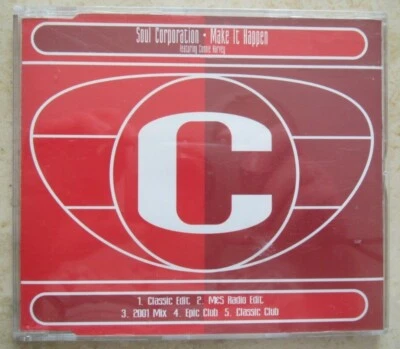 Soul Corporation • Make It Happen
Featuring Connie Harvey
C
1. Classic Edit 2. MKS Radio Edit
3. 2001 Mix 4. Epic Club 5. Classic Club